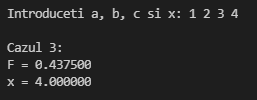 Introduceti a, b, c si x: 1 2 3 4
Cazul 3:
F = 0.437500
x = 4.000000